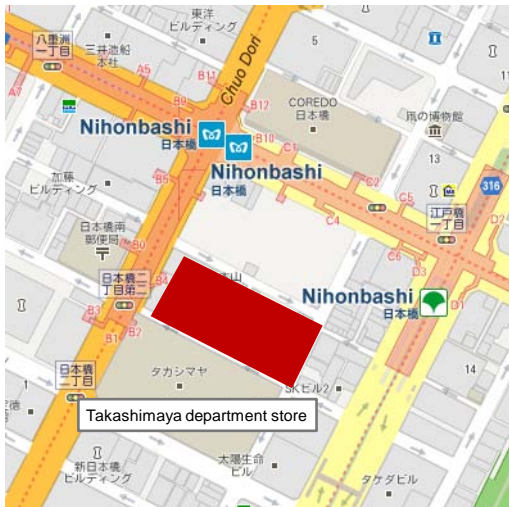 東洋
ビルディング
5
八重洲
一丁目
三井造船
本社
A5
B11
Chuo Dori
B9
B12
COREDO
日本橋
凧の博物館
Nihonbashi
日本橋
B10
C1
Nihonbashi
日本橋
13
C2
C5
316
加藤
ビルディング
B5
C4
江戸橋
一丁目
D2
日本橋南
郵便局
B0
C6
D3
日本橋
丁目第二
B4
山
Nihonbashi
日本橋
D1
B3
B2
日本橋
二丁目
1
タカシマヤ
SKビル2
14
Takashimaya department store
新日本橋
ビルディング
太陽生命
ビル
タケダビル